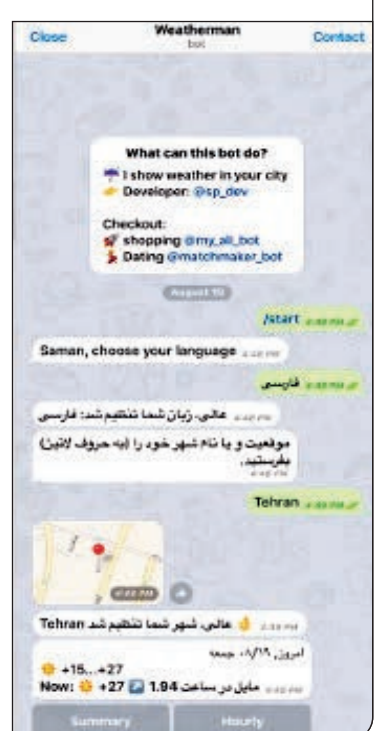 Close
Weatherman
bot
Contact
What can this bot do?
☔ I show weather in your city
👉 Developer: @sp_dev
Checkout:
🚀 shopping @my_ali_bot
💃 Dating @matchmaker_bot
August 19
/start
Saman, choose your language
فارسی
عالی، زبان شما تنظیم شد: فارسی
موقعیت و یا نام شهر خود را (به حروف لاتین)
بفرستید.
Tehran
👌 عالی، شهر شما تنظیم شد Tehran
امروز، ۰۸/۱۹، جمعه
☀️ +15...+27
Now: ☀️ +27 ↗️ 1.94 مایل در ساعت
Summary
Hourly